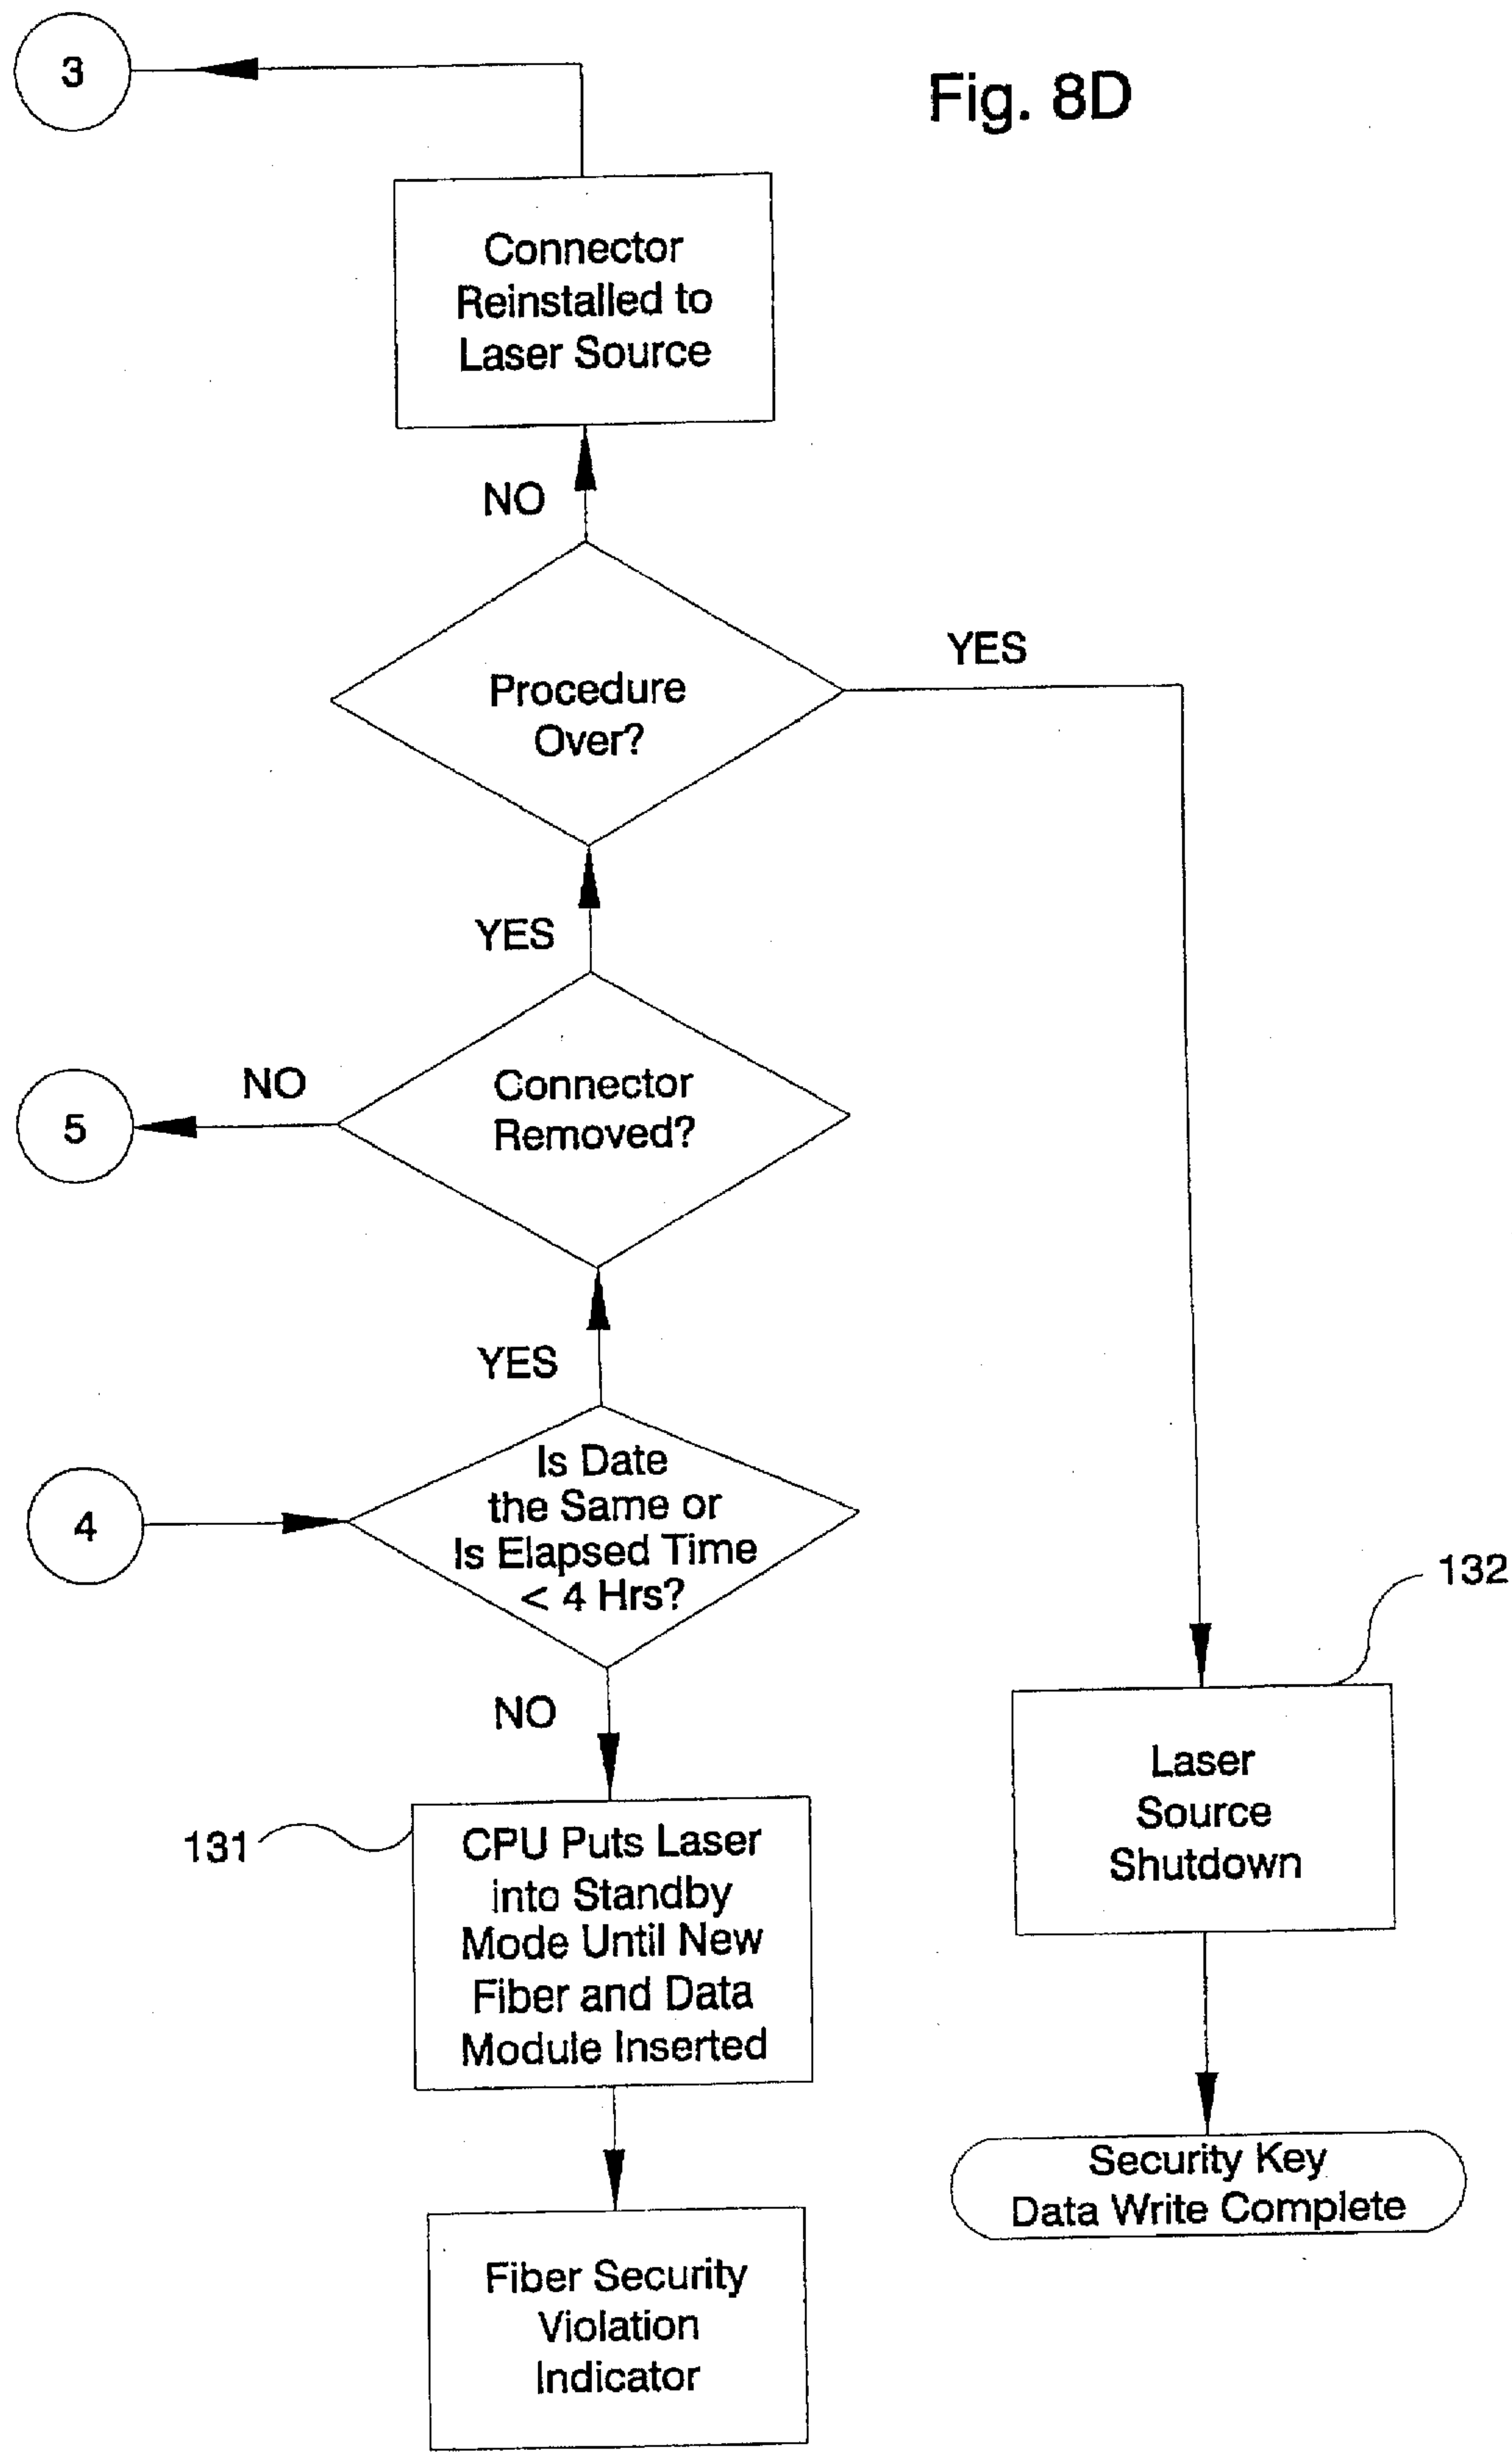 3
Fig. 8D
Connector
Reinstalled to
Laser Source
NO
Procedure
Over?
YES
YES
Connector
Removed?
NO
5
YES
4
Is Date
the Same or
Is Elapsed Time
< 4 Hrs?
132
NO
131
CPU Puts Laser
into Standby
Mode Until New
Fiber and Data
Module Inserted
Laser
Source
Shutdown
Security Key
Data Write Complete
Fiber Security
Violation
Indicator